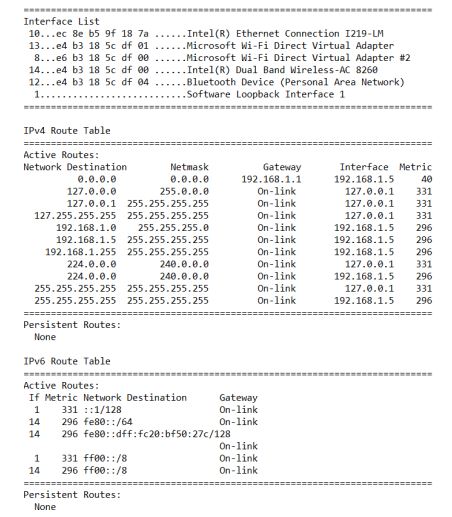 ===========================================================================
Interface List
 10...ec 8e b5 9f 18 7a ......Intel(R) Ethernet Connection I219-LM
 13...e4 b3 18 5c df 01 ......Microsoft Wi-Fi Direct Virtual Adapter
  8...e6 b3 18 5c df 00 ......Microsoft Wi-Fi Direct Virtual Adapter #2
 14...e4 b3 18 5c df 00 ......Intel(R) Dual Band Wireless-AC 8260
 12...e4 b3 18 5c df 04 ......Bluetooth Device (Personal Area Network)
  1...........................Software Loopback Interface 1
===========================================================================

IPv4 Route Table
===========================================================================
Active Routes:
Network Destination        Netmask          Gateway       Interface  Metric
          0.0.0.0          0.0.0.0      192.168.1.1      192.168.1.5     40
        127.0.0.0        255.0.0.0         On-link         127.0.0.1    331
        127.0.0.1  255.255.255.255         On-link         127.0.0.1    331
  127.255.255.255  255.255.255.255         On-link         127.0.0.1    331
      192.168.1.0    255.255.255.0         On-link       192.168.1.5    296
      192.168.1.5  255.255.255.255         On-link       192.168.1.5    296
    192.168.1.255  255.255.255.255         On-link       192.168.1.5    296
        224.0.0.0        240.0.0.0         On-link         127.0.0.1    331
        224.0.0.0        240.0.0.0         On-link       192.168.1.5    296
  255.255.255.255  255.255.255.255         On-link         127.0.0.1    331
  255.255.255.255  255.255.255.255         On-link       192.168.1.5    296
===========================================================================
Persistent Routes:
  None

IPv6 Route Table
===========================================================================
Active Routes:
 If Metric Network Destination      Gateway
  1    331 ::1/128                  On-link
 14    296 fe80::/64                On-link
 14    296 fe80::dff:fc20:bf50:27c/128
                                    On-link
  1    331 ff00::/8                 On-link
 14    296 ff00::/8                 On-link
===========================================================================
Persistent Routes:
  None